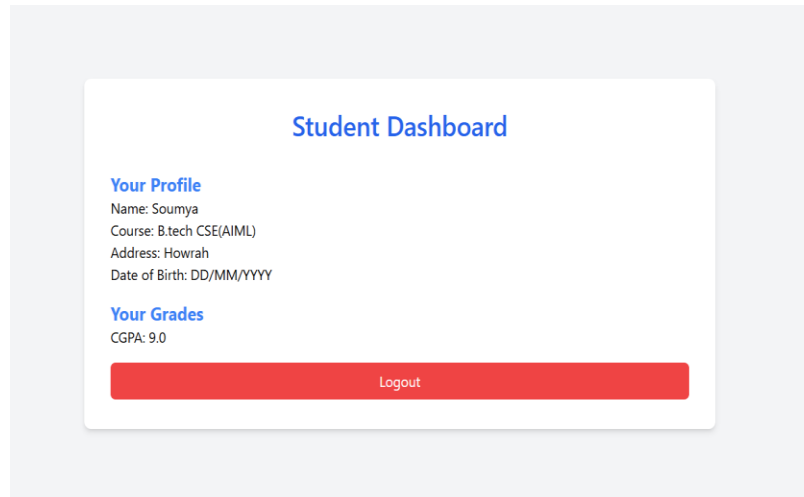 Student Dashboard
Your Profile
Name: Soumya
Course: B.tech CSE(AIML)
Address: Howrah
Date of Birth: DD/MM/YYYY
Your Grades
CGPA: 9.0
Logout